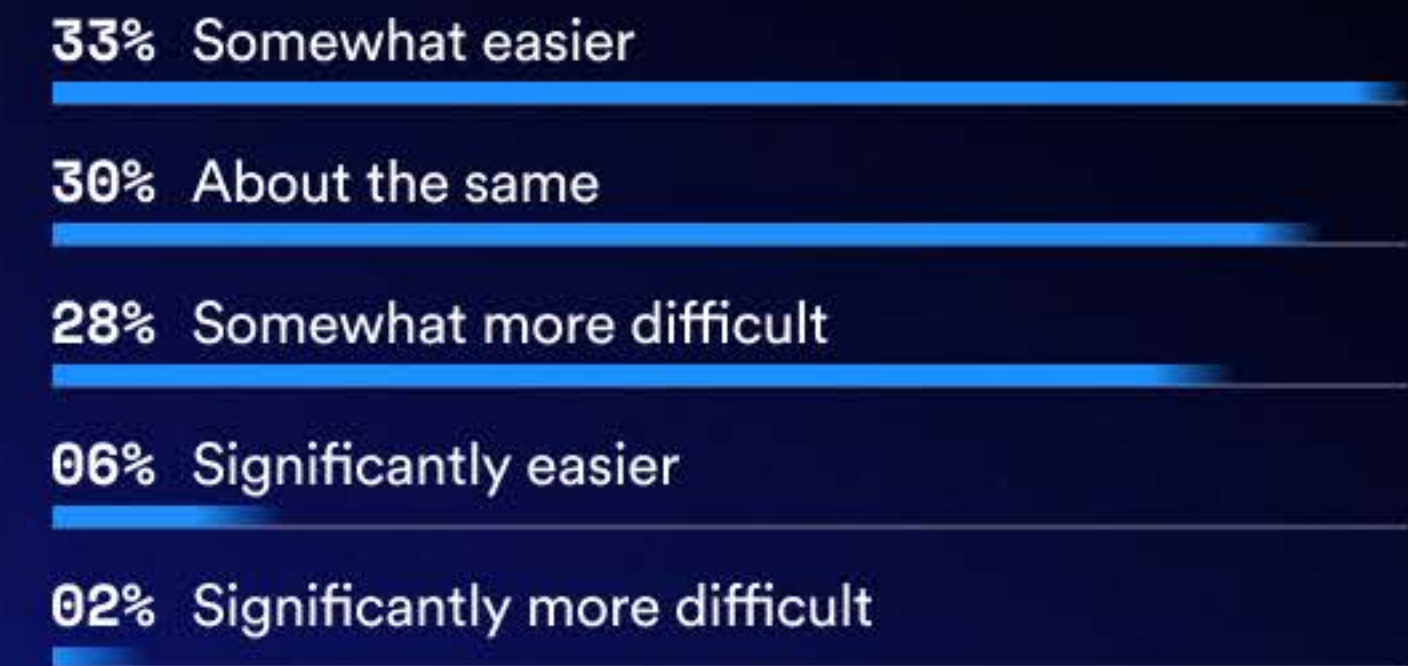 33% Somewhat easier
30% About the same
28% Somewhat more difficult
06% Significantly easier
02% Significantly more difficult